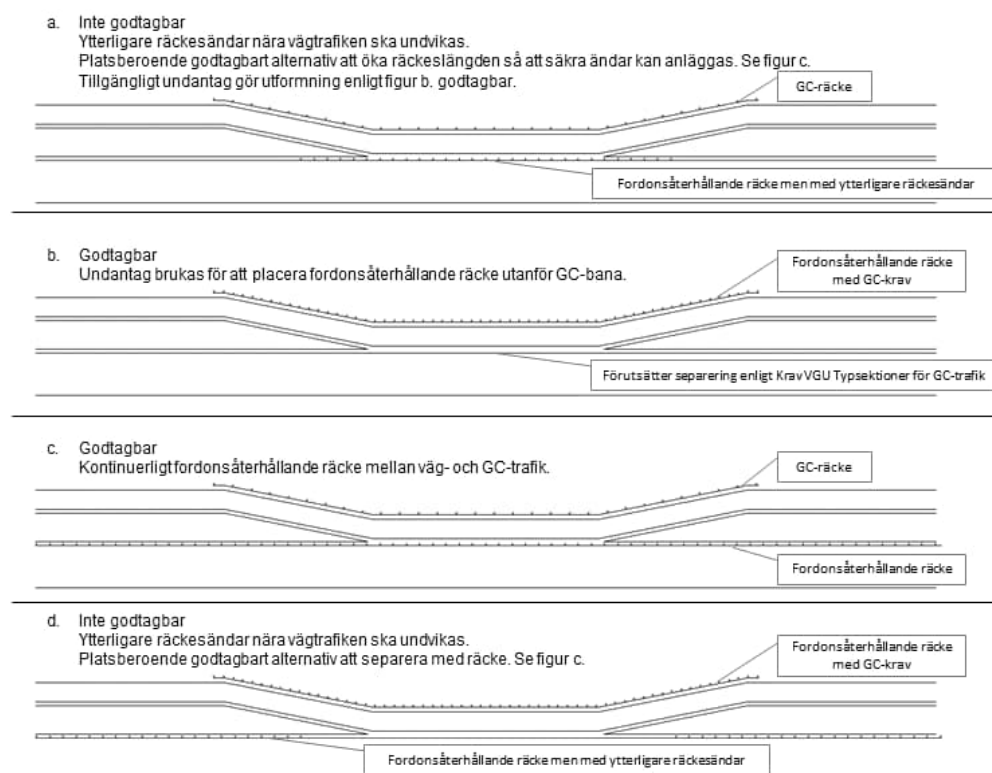 a. Inte godtagbar
Ytterligare räckesändar nära vägtrafiken ska undvikas.
Platsberoende godtagbart alternativ att öka räckeslängden så att säkra ändar kan anläggas. Se figur c.
Tillgängligt undantag gör utformning enligt figur b. godtagbar.
GC-räcke
Fordonsåterhållande räcke men med ytterligare räckesändar
b. Godtagbar
Undantag brukas för att placera fordonsåterhållande räcke utanför GC-bana.
Fordonsåterhållande räcke
med GC-krav
Förutsätter separering enligt Krav VGU Typsektioner för GC-trafik
c. Godtagbar
Kontinuerligt fordonsåterhållande räcke mellan väg- och GC-trafik.
GC-räcke
Fordonsåterhållande räcke
d. Inte godtagbar
Ytterligare räckesändar nära vägtrafiken ska undvikas.
Platsberoende godtagbart alternativ att separera med räcke. Se figur c.
Fordonsåterhållande räcke
med GC-krav
Fordonsåterhållande räcke men med ytterligare räckesändar